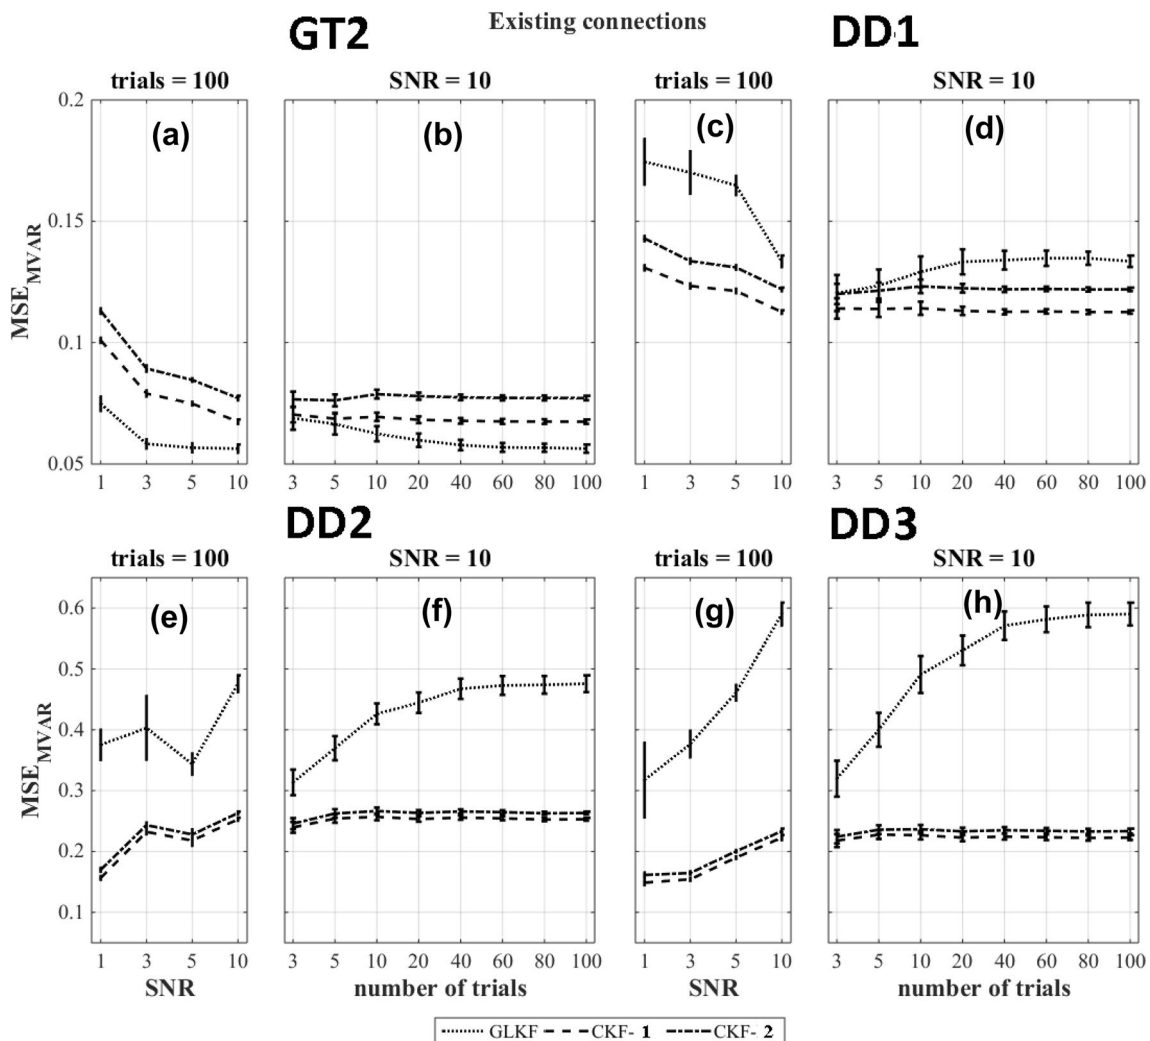 Existing connections
GT2 DD1
trials = 100 SNR = 10 trials = 100 SNR = 10
(a) (b) (c) (d)
0.2
0.15
0.1
0.05
MSE_MVAR
1 3 5 10 3 5 10 20 40 60 80 100 1 3 5 10 3 5 10 20 40 60 80 100
DD2 DD3
trials = 100 SNR = 10 trials = 100 SNR = 10
(e) (f) (g) (h)
0.6
0.5
0.4
0.3
0.2
0.1
MSE_MVAR
1 3 5 10 3 5 10 20 40 60 80 100 1 3 5 10 3 5 10 20 40 60 80 100
SNR number of trials SNR number of trials
GLKF CKF- 1 CKF- 2